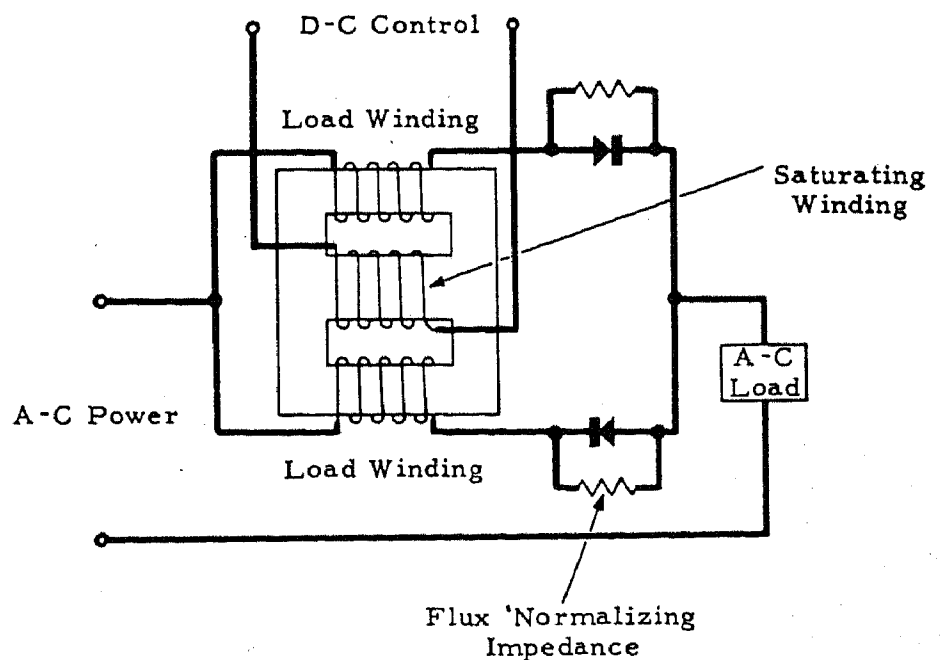 D-C Control
Load Winding
Saturating
Winding
A-C
Load
A-C Power
Load Winding
Flux 'Normalizing
Impedance